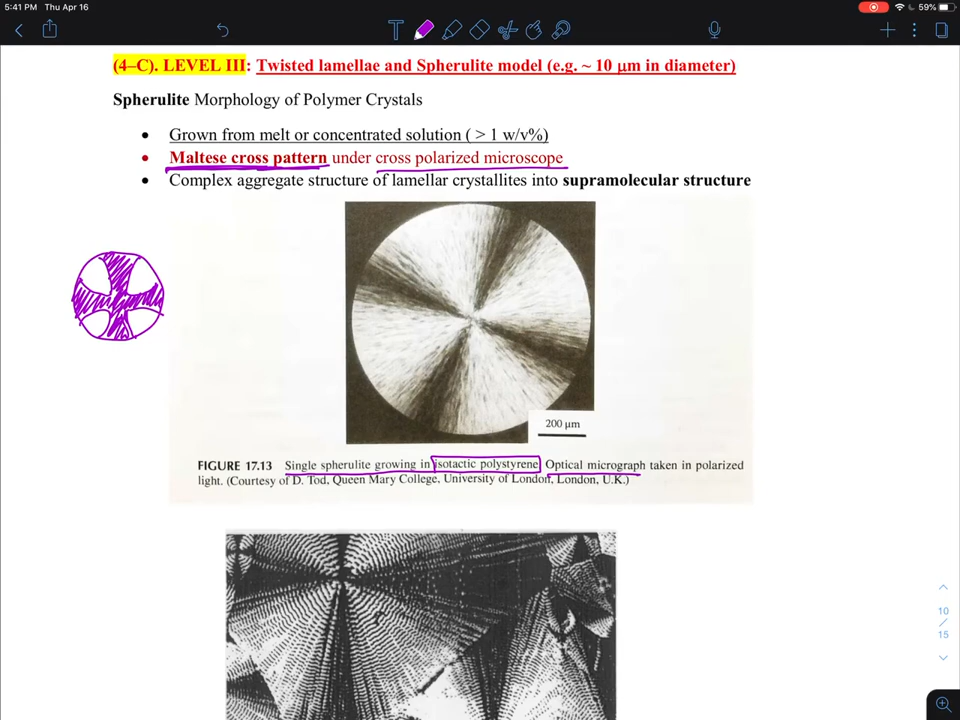 5:41 PM Thu Apr 16
59%
(4–C). LEVEL III: Twisted lamellae and Spherulite model (e.g. ~ 10 μm in diameter)
Spherulite Morphology of Polymer Crystals
• Grown from melt or concentrated solution ( > 1 w/v%)
• Maltese cross pattern under cross polarized microscope
• Complex aggregate structure of lamellar crystallites into supramolecular structure
200 μm
FIGURE 17.13 Single spherulite growing in isotactic polystyrene. Optical micrograph taken in polarized
light. (Courtesy of D. Tod, Queen Mary College, University of London, London, U.K.)
10
/
15